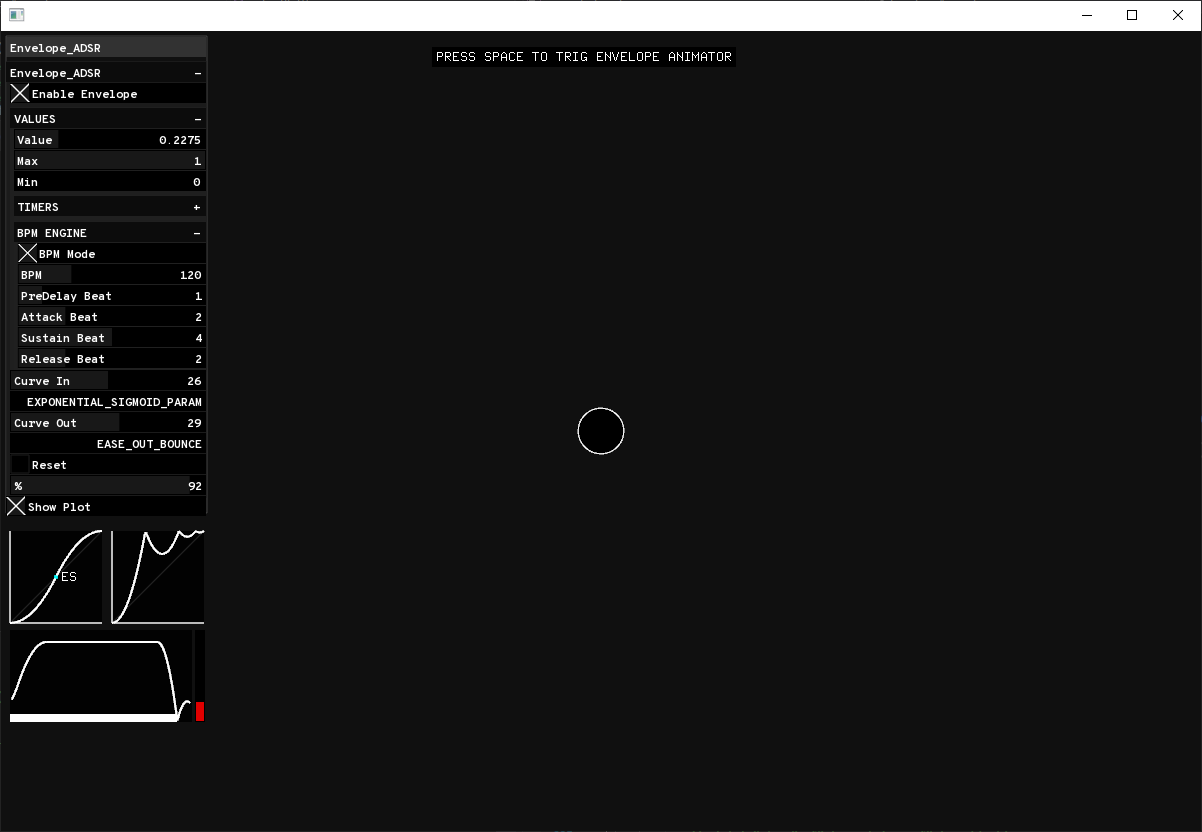 PRESS SPACE TO TRIG ENVELOPE ANIMATOR
Envelope_ADSR
Envelope_ADSR -
Enable Envelope
VALUES -
Value 0.2275
Max 1
Min 0
TIMERS +
BPM ENGINE -
BPM Mode
BPM 120
PreDelay Beat 1
Attack Beat 2
Sustain Beat 4
Release Beat 2
Curve In 26
EXPONENTIAL_SIGMOID_PARAM
Curve Out 29
EASE_OUT_BOUNCE
Reset
% 92
Show Plot
ES